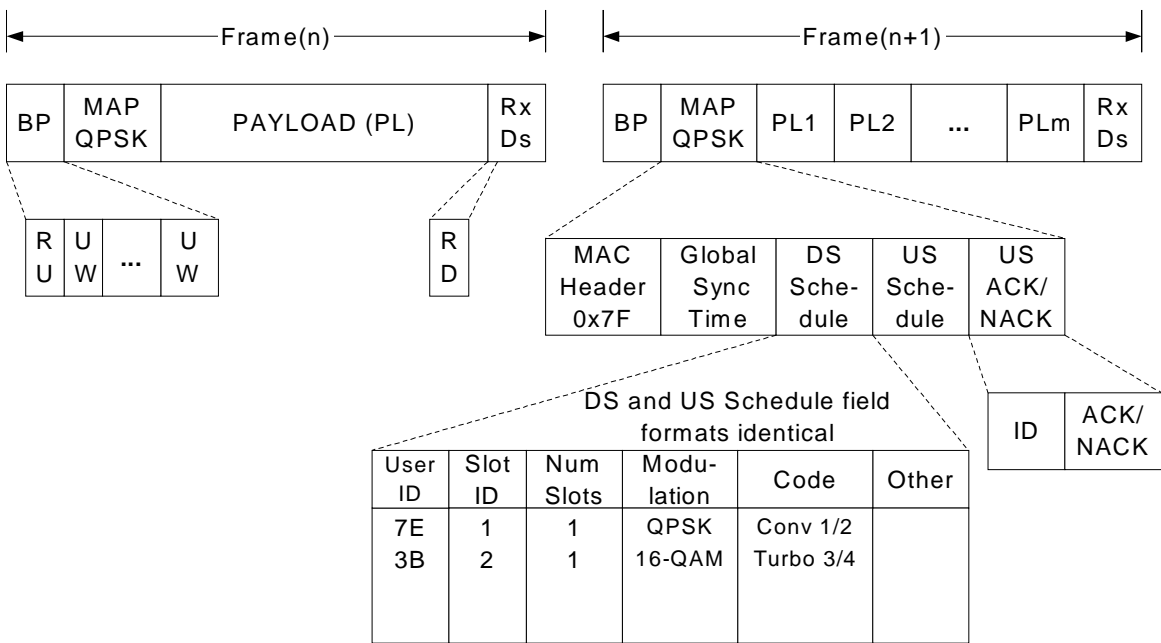 Frame(n)
Frame(n+1)
BP
MAP
QPSK
PAYLOAD (PL)
Rx
Ds
BP
MAP
QPSK
PL1
PL2
...
PLm
Rx
Ds
R
U
U
W
...
U
W
R
D
MAC
Header
0x7F
Global
Sync
Time
DS
Sche-
dule
US
Sche-
dule
US
ACK/
NACK
DS and US Schedule field
formats identical
ID
ACK/
NACK
User
ID
Slot
ID
Num
Slots
Modu-
lation
Code
Other
7E 1 1 QPSK Conv 1/2
3B 2 1 16-QAM Turbo 3/4